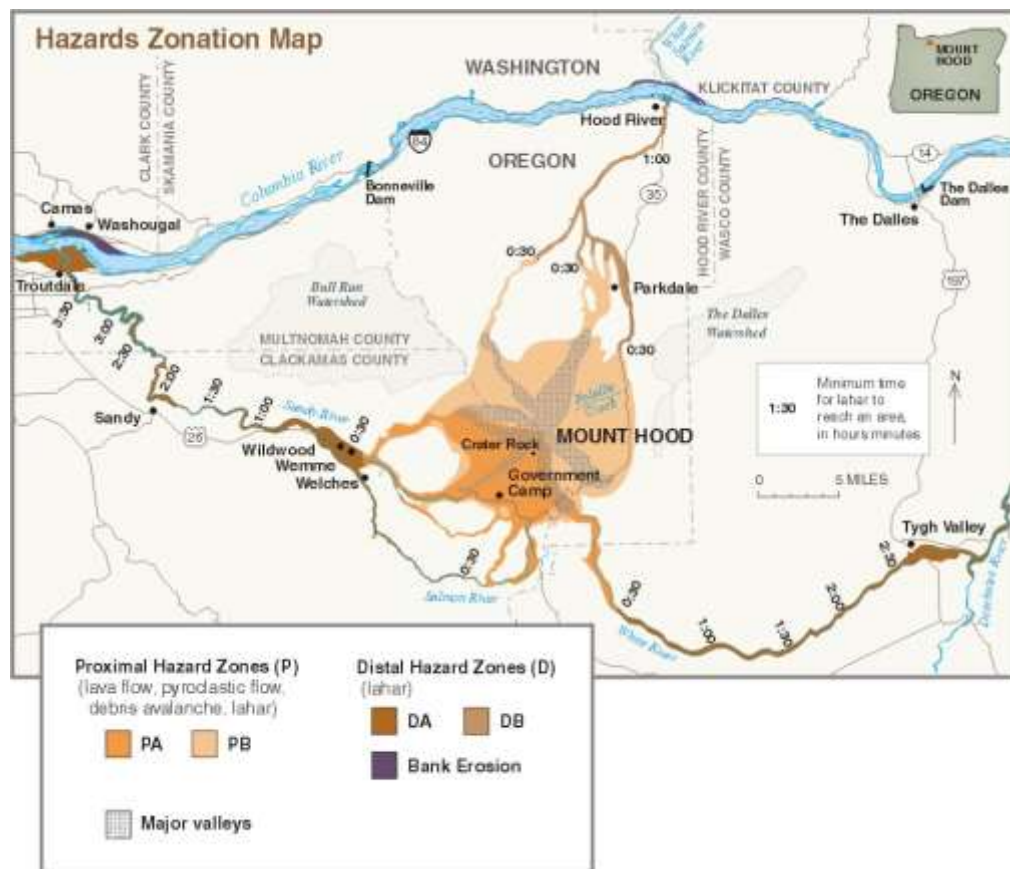 Hazards Zonation Map
WASHINGTON
KLICKITAT COUNTY
MOUNT
HOOD
OREGON
CLARK COUNTY
SKAMANIA COUNTY
Columbia River
84
Hood River
OREGON
1:00
14
Bonneville
Dam
35
HOOD RIVER COUNTY
WASCO COUNTY
The Dalles
Dam
The Dalles
Camas
Washougal
0:30
0:30
Troutdale
Bull Run
Watershed
Parkdale
197
3:30
3:00
2:30
The Dalles
Watershed
MULTNOMAH COUNTY
CLACKAMAS COUNTY
0:30
2:00
1:30
1:00
Sandy
26
Sandy River
0:30
1:30
Minimum time
for lahar to
reach an area,
in hours:minutes
N
Wildwood
Wemme
Welches
Crater Rock
MOUNT HOOD
Government
Camp
0
5 MILES
Tygh Valley
0:30
Salmon River
0:30
White River
1:00
1:30
2:00
2:30
Deschutes River
Proximal Hazard Zones (P)
(lava flow, pyroclastic flow,
debris avalanche, lahar)
PA
PB
Major valleys
Distal Hazard Zones (D)
(lahar)
DA
DB
Bank Erosion